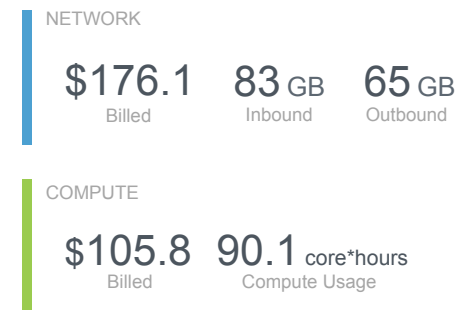 NETWORK
$176.1 83 GB 65 GB
Billed Inbound Outbound
COMPUTE
$105.8 90.1 core*hours
Billed Compute Usage